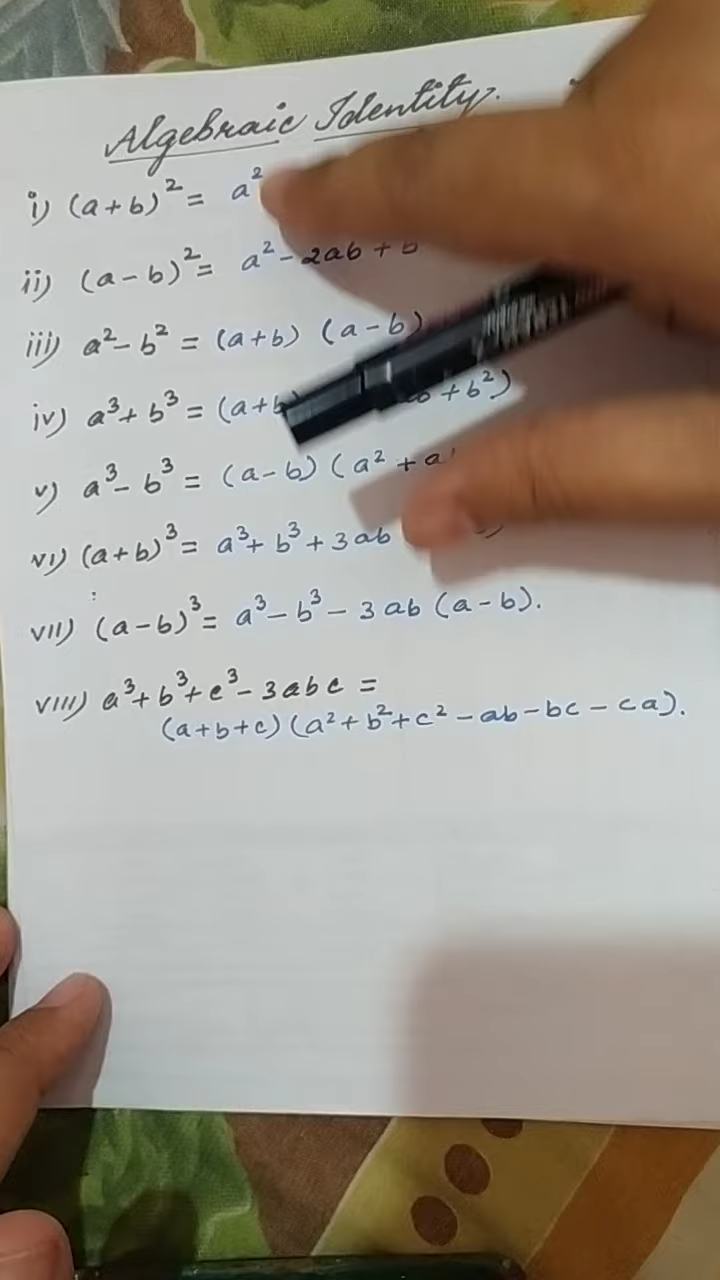 Algebraic Identity.
i) (a+b)² = a²
ii) (a-b)² = a² - 2ab + b
iii) a² - b² = (a+b) (a-b)
iv) a³ + b³ = (a+b + b²)
v) a³ - b³ = (a-b) (a² + a
vi) (a+b)³ = a³ + b³ + 3ab
vii) (a-b)³ = a³ - b³ - 3ab (a-b).
viii) a³ + b³ + c³ - 3abc =
(a+b+c) (a² + b² + c² - ab - bc - ca).